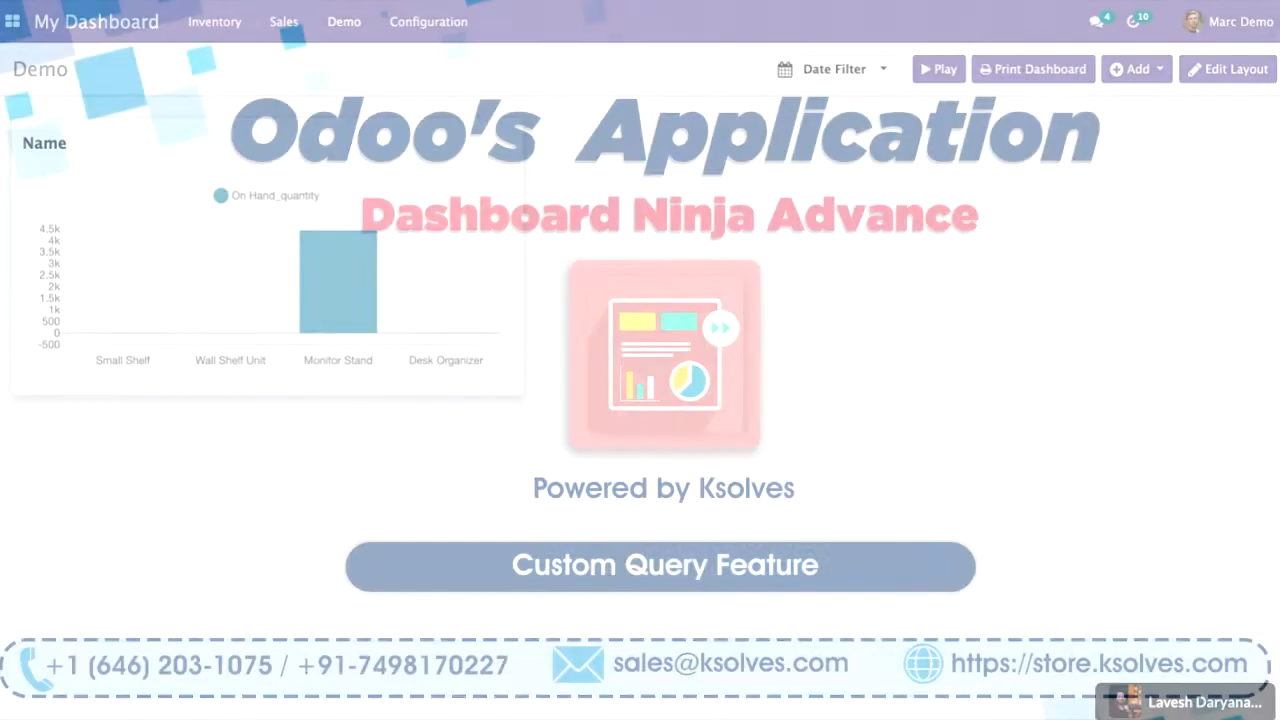 My Dashboard Inventory Sales Demo Configuration 4 10 Marc Demo
Demo Date Filter Play Print Dashboard Add Edit Layout
Odoo's Application
Name
On Hand_quantity
Dashboard Ninja Advance
4.5k
4k
3.5k
3k
2.5k
2k
1.5k
1k
500
0
-500
Small Shelf Wall Shelf Unit Monitor Stand Desk Organizer
Powered by Ksolves
Custom Query Feature
+1 (646) 203-1075 / +91-7498170227 sales@ksolves.com https://store.ksolves.com
Lavesh Daryana...